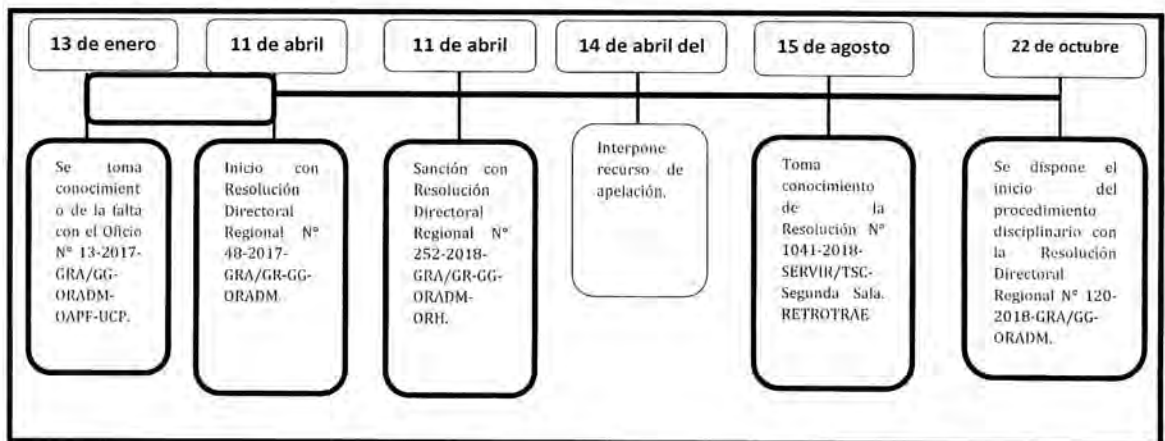 13 de enero
11 de abril
11 de abril
14 de abril del
15 de agosto
22 de octubre
Se toma
conocimient
o de la falta
con el Oficio
N° 13-2017-
GRA/GG-
ORADM-
OAPF-UCP.
Inicio con
Resolución
Directoral
Regional N°
48-2017-
GRA/GR-GG-
ORADM.
Sanción con
Resolución
Directoral
Regional N°
252-2018-
GRA/GR-GG-
ORADM-
ORH.
Interpone
recurso de
apelación.
Toma
conocimiento
de la
Resolución N°
1041-2018-
SERVIR/TSC-
Segunda Sala.
RETROTRAE
Se dispone el
inicio del
procedimiento
disciplinario con
la Resolución
Directoral
Regional N° 120-
2018-GRA/GG-
ORADM.